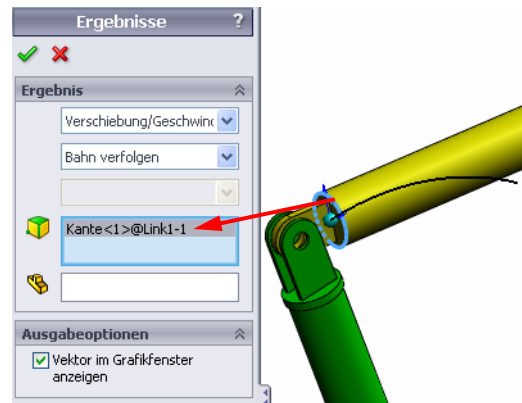 Ergebnisse ?
Ergebnis
Verschiebung/Geschwin
Bahn verfolgen
Kante<1>@Link1-1
Ausgabeoptionen
Vektor im Grafikfenster
anzeigen